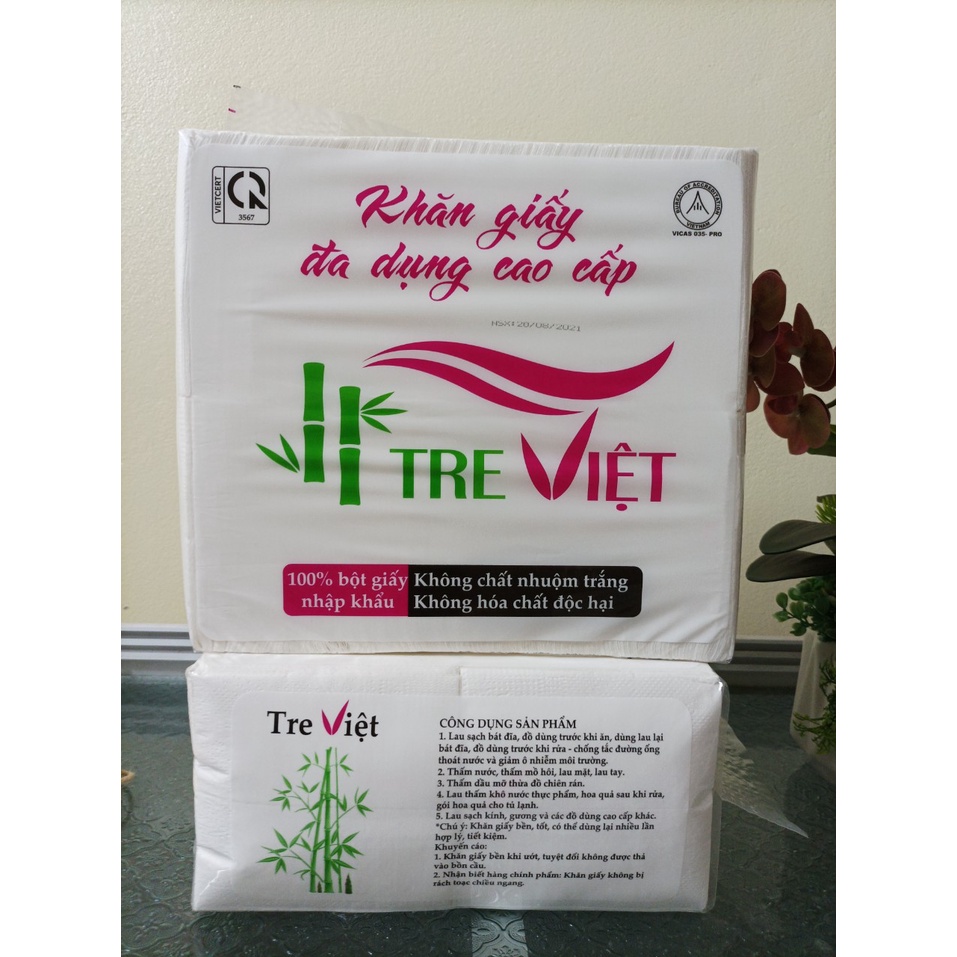 VIETCERT
3567
Khăn giấy
đa dụng cao cấp
BUREAU OF ACCREDITATION
VIETNAM
VICAS 035- PRO
NSX: 28/08/2021
TRE VIỆT
100% bột giấy
nhập khẩu
Không chất nhuộm trắng
Không hóa chất độc hại
Tre Việt
CÔNG DỤNG SẢN PHẨM
1. Lau sạch bát đĩa, đồ dùng trước khi ăn, dùng lau lại
bát đĩa, đồ dùng trước khi rửa - chống tắc đường ống
thoát nước và giảm ô nhiễm môi trường.
2. Thấm nước, thấm mồ hôi, lau mặt, lau tay.
3. Thấm dầu mỡ thừa đồ chiên rán.
4. Lau thấm khô nước thực phẩm, hoa quả sau khi rửa,
gói hoa quả cho tủ lạnh.
5. Lau sạch kính, gương và các đồ dùng cao cấp khác.
*Chú ý: Khăn giấy bền, tốt, có thể dùng lại nhiều lần
hợp lý, tiết kiệm.
Khuyến cáo:
1. Khăn giấy bền khi ướt, tuyệt đối không được thả
vào bồn cầu.
2. Nhận biết hàng chính phẩm: Khăn giấy không bị
rách toạc chiều ngang.